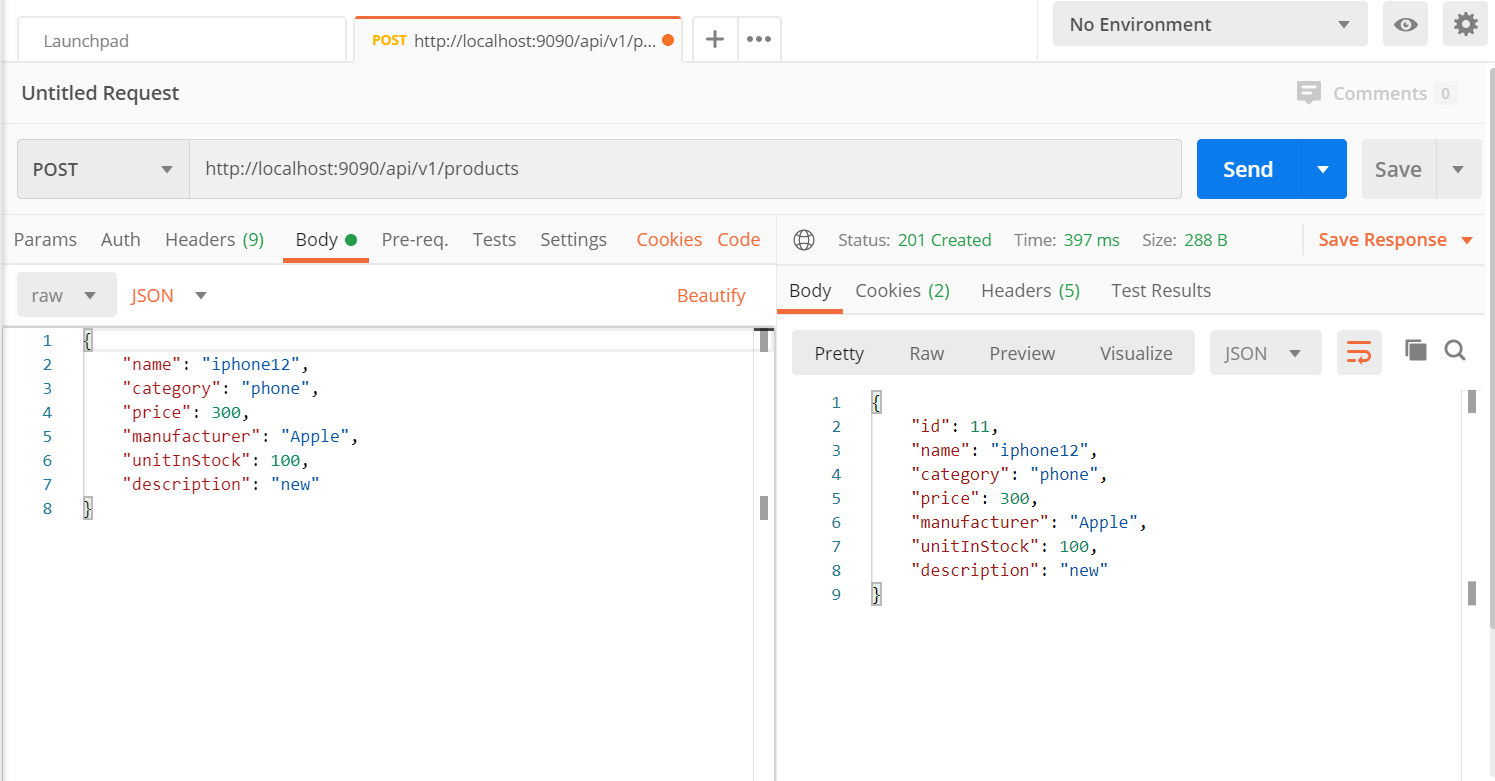 Launchpad
POST http://localhost:9090/api/v1/p...
No Environment
Untitled Request
Comments 0
POST
http://localhost:9090/api/v1/products
Send
Save
Params Auth Headers (9) Body Pre-req. Tests Settings Cookies Code
Status: 201 Created Time: 397 ms Size: 288 B Save Response
raw JSON Beautify
1 {
2 "name": "iphone12",
3 "category": "phone",
4 "price": 300,
5 "manufacturer": "Apple",
6 "unitInStock": 100,
7 "description": "new"
8 }
Body Cookies (2) Headers (5) Test Results
Pretty Raw Preview Visualize JSON
1 {
2 "id": 11,
3 "name": "iphone12",
4 "category": "phone",
5 "price": 300,
6 "manufacturer": "Apple",
7 "unitInStock": 100,
8 "description": "new"
9 }